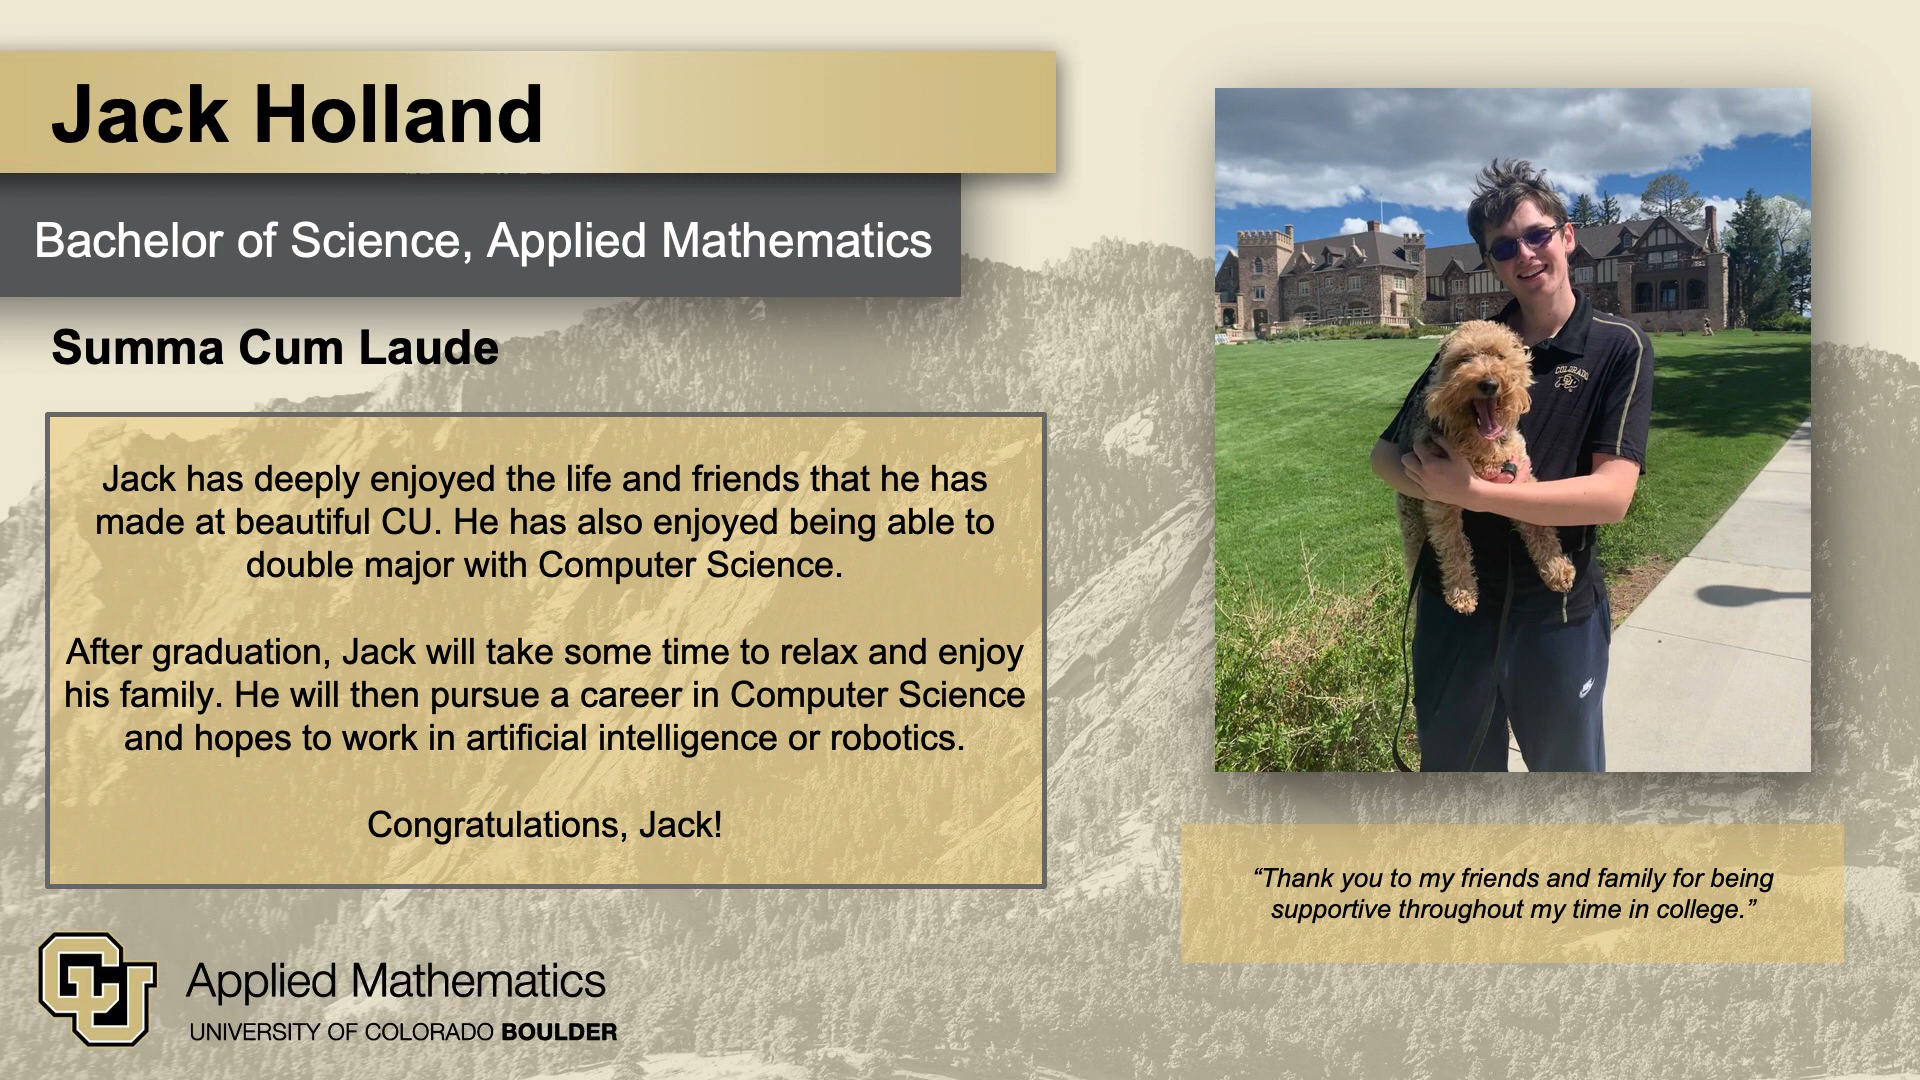 Jack Holland
Bachelor of Science, Applied Mathematics
Summa Cum Laude
Jack has deeply enjoyed the life and friends that he has
made at beautiful CU. He has also enjoyed being able to
double major with Computer Science.
After graduation, Jack will take some time to relax and enjoy
his family. He will then pursue a career in Computer Science
and hopes to work in artificial intelligence or robotics.
Congratulations, Jack!
COLORADO
CU
“Thank you to my friends and family for being
supportive throughout my time in college.”
CU
Applied Mathematics
UNIVERSITY OF COLORADO BOULDER